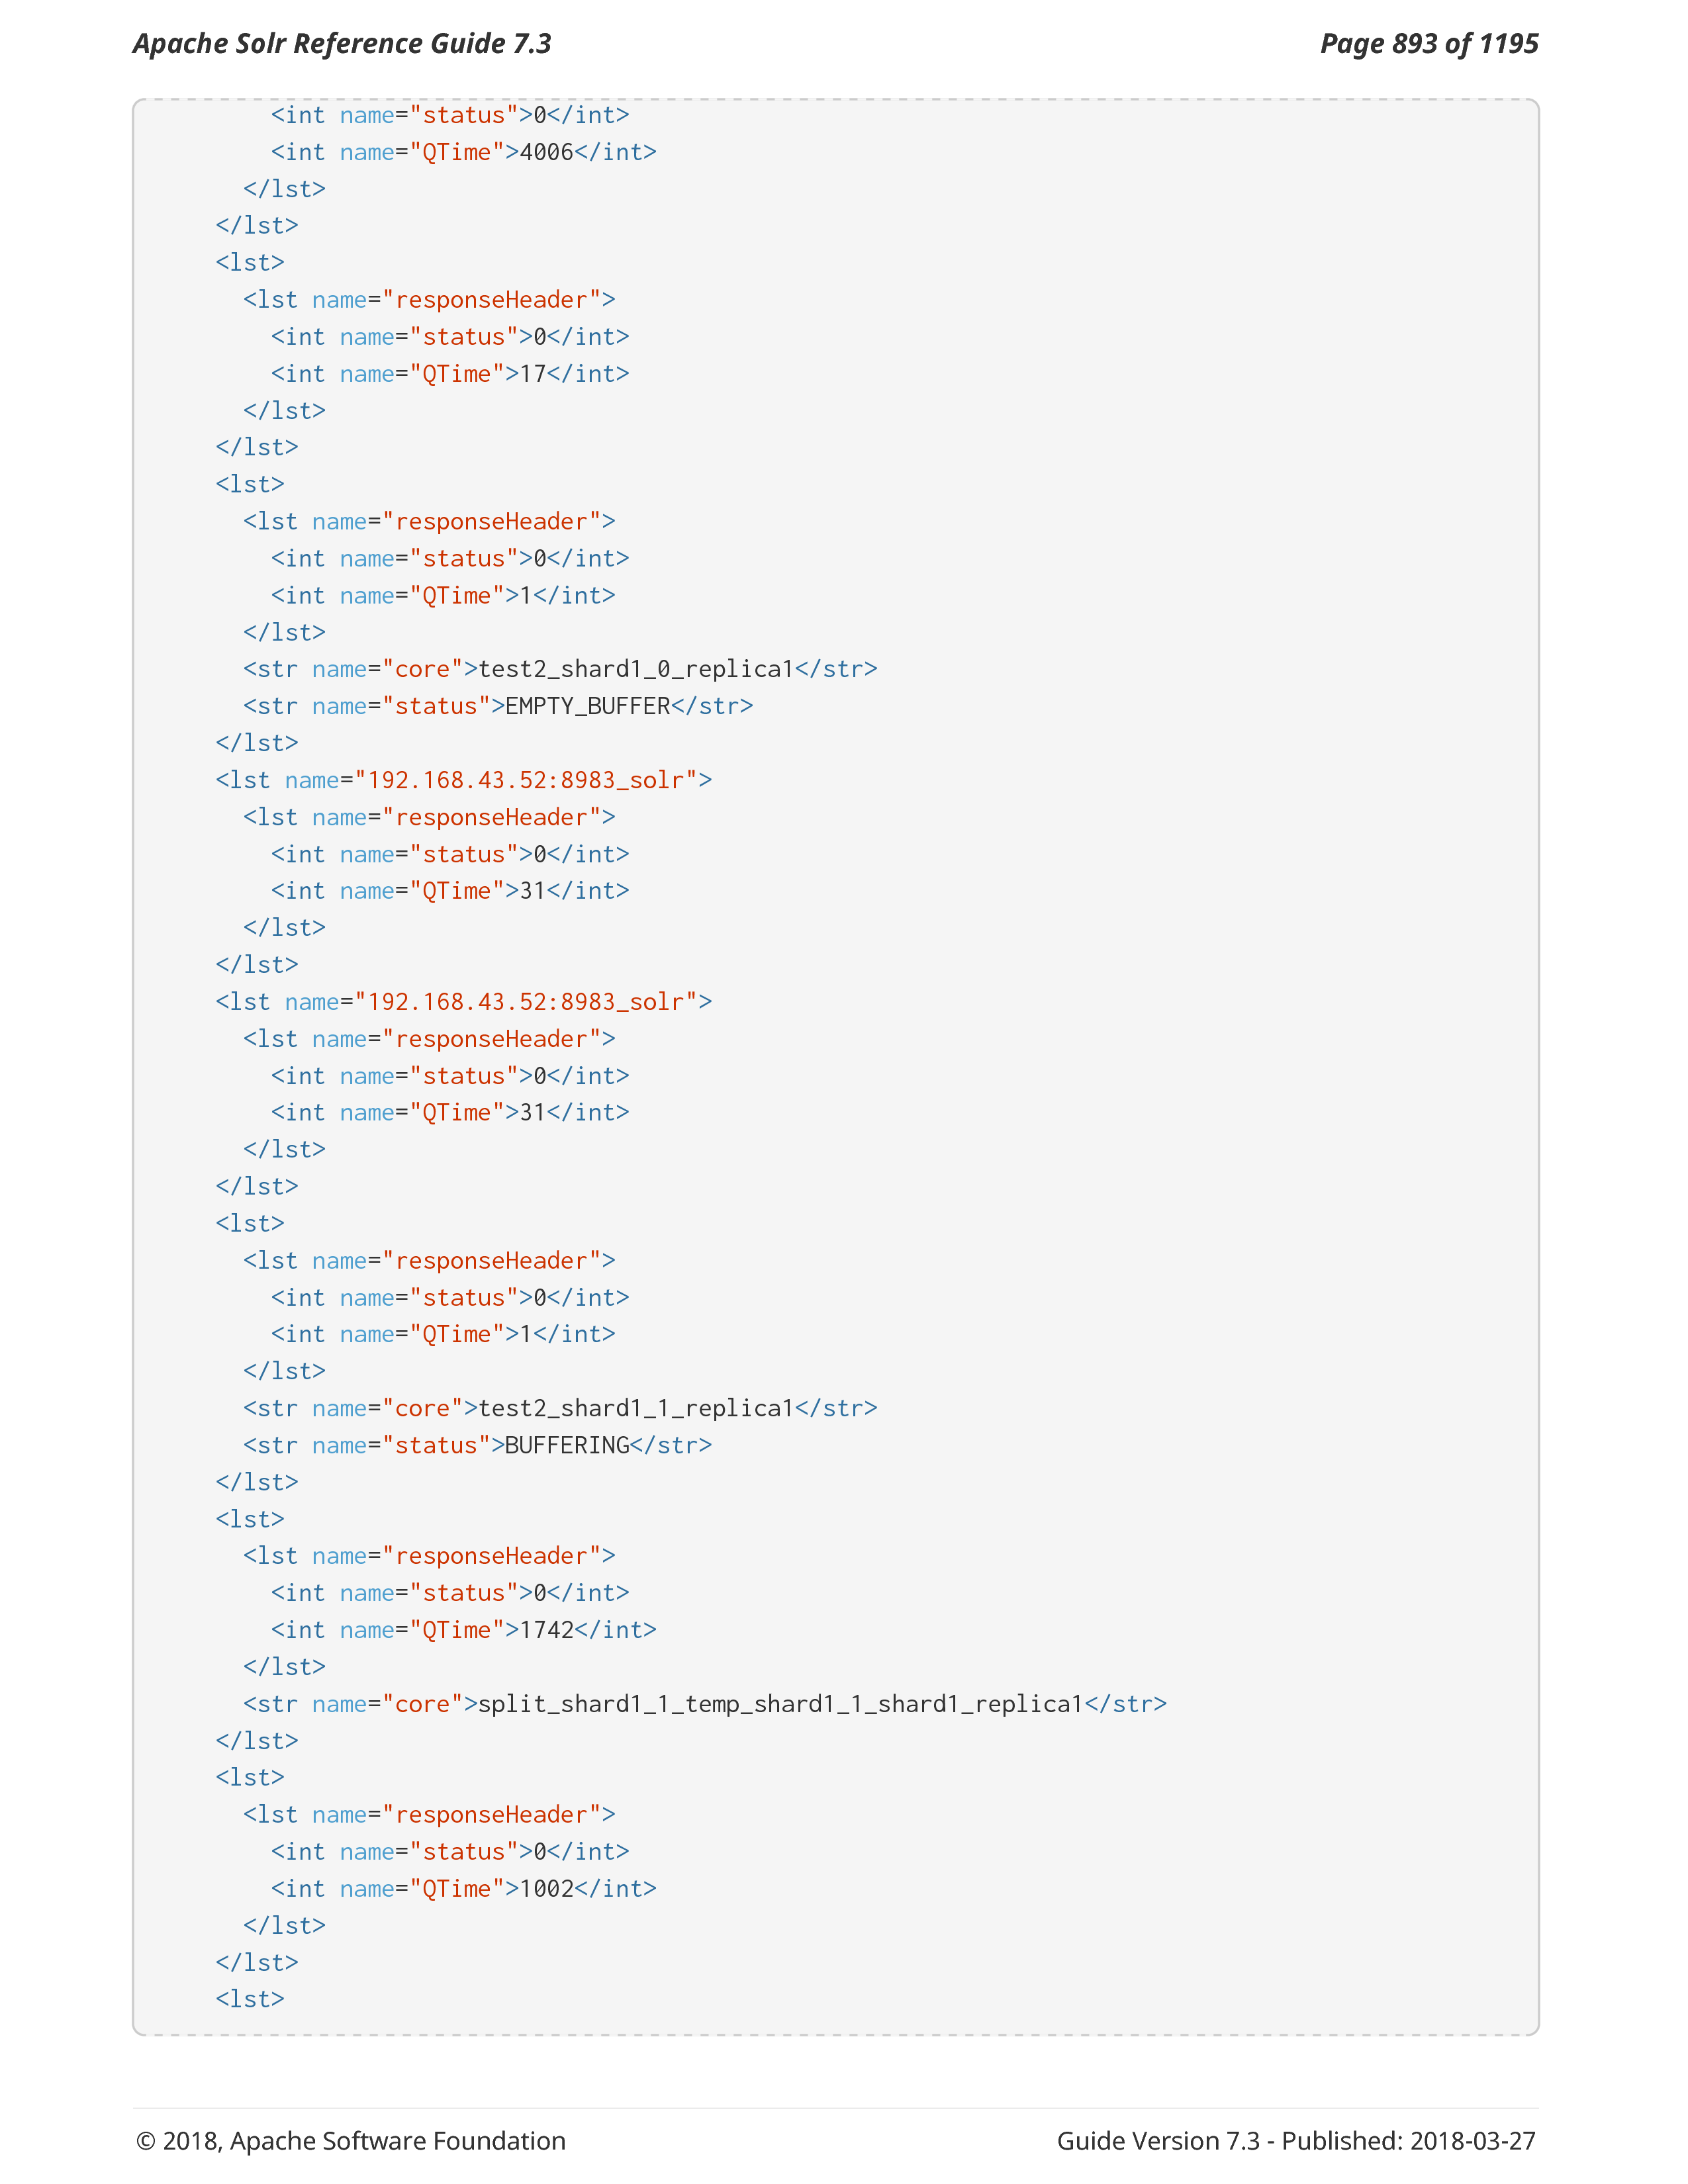 Apache Solr Reference Guide 7.3 Page 893 of 1195
        <int name="status">0</int>
        <int name="QTime">4006</int>
      </lst>
    </lst>
    <lst>
      <lst name="responseHeader">
        <int name="status">0</int>
        <int name="QTime">17</int>
      </lst>
    </lst>
    <lst>
      <lst name="responseHeader">
        <int name="status">0</int>
        <int name="QTime">1</int>
      </lst>
      <str name="core">test2_shard1_0_replica1</str>
      <str name="status">EMPTY_BUFFER</str>
    </lst>
    <lst name="192.168.43.52:8983_solr">
      <lst name="responseHeader">
        <int name="status">0</int>
        <int name="QTime">31</int>
      </lst>
    </lst>
    <lst name="192.168.43.52:8983_solr">
      <lst name="responseHeader">
        <int name="status">0</int>
        <int name="QTime">31</int>
      </lst>
    </lst>
    <lst>
      <lst name="responseHeader">
        <int name="status">0</int>
        <int name="QTime">1</int>
      </lst>
      <str name="core">test2_shard1_1_replica1</str>
      <str name="status">BUFFERING</str>
    </lst>
    <lst>
      <lst name="responseHeader">
        <int name="status">0</int>
        <int name="QTime">1742</int>
      </lst>
      <str name="core">split_shard1_1_temp_shard1_1_shard1_replica1</str>
    </lst>
    <lst>
      <lst name="responseHeader">
        <int name="status">0</int>
        <int name="QTime">1002</int>
      </lst>
    </lst>
    <lst>
© 2018, Apache Software Foundation Guide Version 7.3 - Published: 2018-03-27